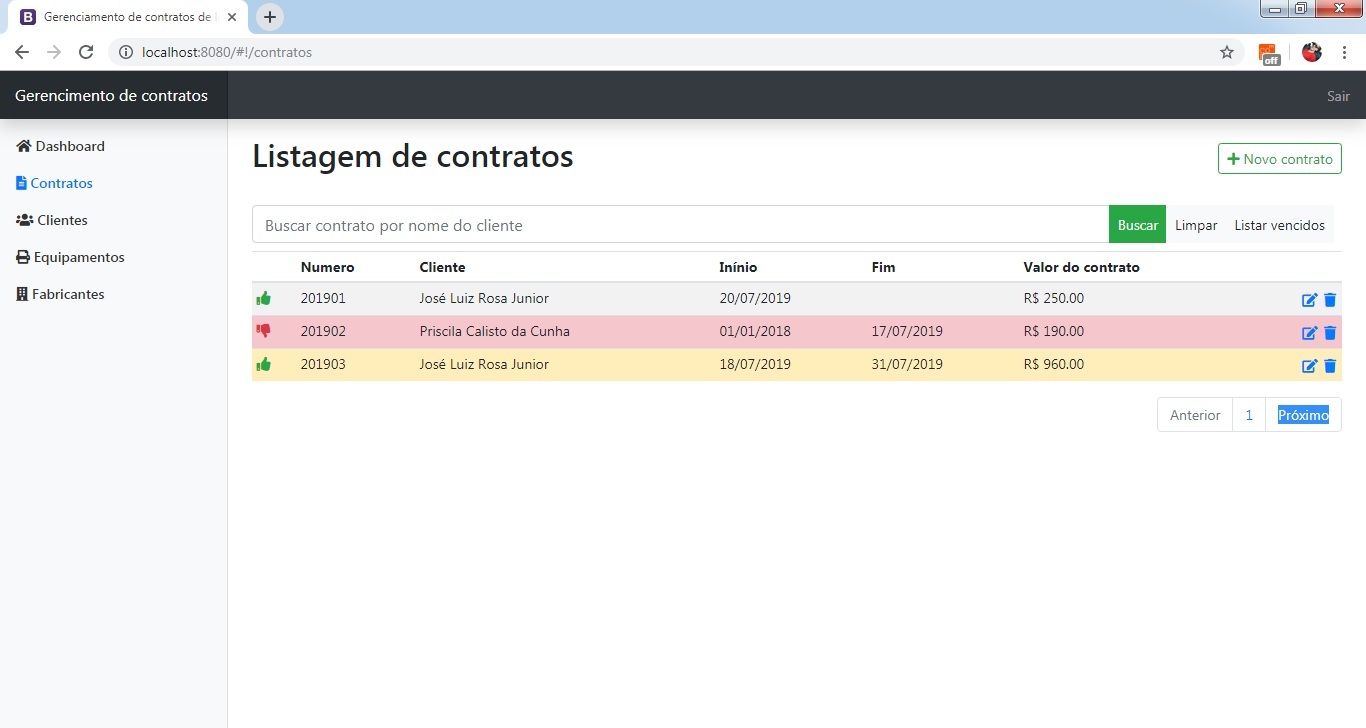 Gerenciamento de contratos de
localhost:8080/#!/contratos
off
Gerencimento de contratos
Sair
Dashboard
Contratos
Clientes
Equipamentos
Fabricantes
Listagem de contratos
Novo contrato
Buscar contrato por nome do cliente
Buscar
Limpar
Listar vencidos
Numero Cliente Inínio Fim Valor do contrato
201901 José Luiz Rosa Junior 20/07/2019 R$ 250.00
201902 Priscila Calisto da Cunha 01/01/2018 17/07/2019 R$ 190.00
201903 José Luiz Rosa Junior 18/07/2019 31/07/2019 R$ 960.00
Anterior 1 Próximo